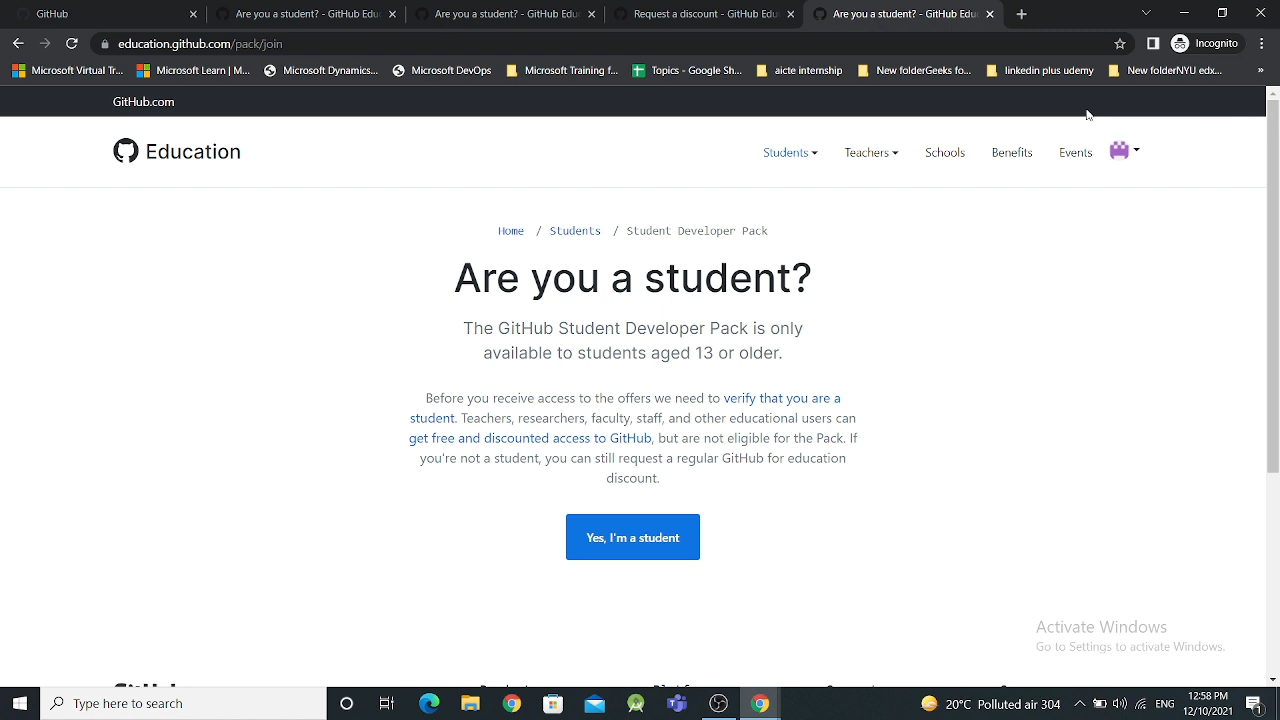 GitHub
Are you a student? - GitHub Edu
Are you a student? - GitHub Edu
Request a discount - GitHub Edu
Are you a student? - GitHub Edu
education.github.com/pack/join
Incognito
Microsoft Virtual Tr...
Microsoft Learn | M...
Microsoft Dynamics...
Microsoft DevOps
Microsoft Training f...
Topics - Google Sh...
aicte internship
New folderGeeks fo...
linkedin plus udemy
New folderNYU edx...
»
GitHub.com
Education
Students
Teachers
Schools
Benefits
Events
Home / Students / Student Developer Pack
Are you a student?
The GitHub Student Developer Pack is only
available to students aged 13 or older.
Before you receive access to the offers we need to verify that you are a
student. Teachers, researchers, faculty, staff, and other educational users can
get free and discounted access to GitHub, but are not eligible for the Pack. If
you're not a student, you can still request a regular GitHub for education
discount.
Yes, I'm a student
Activate Windows
Go to Settings to activate Windows.
Type here to search
20°C Polluted air 304
ENG
12:58 PM
12/10/2021